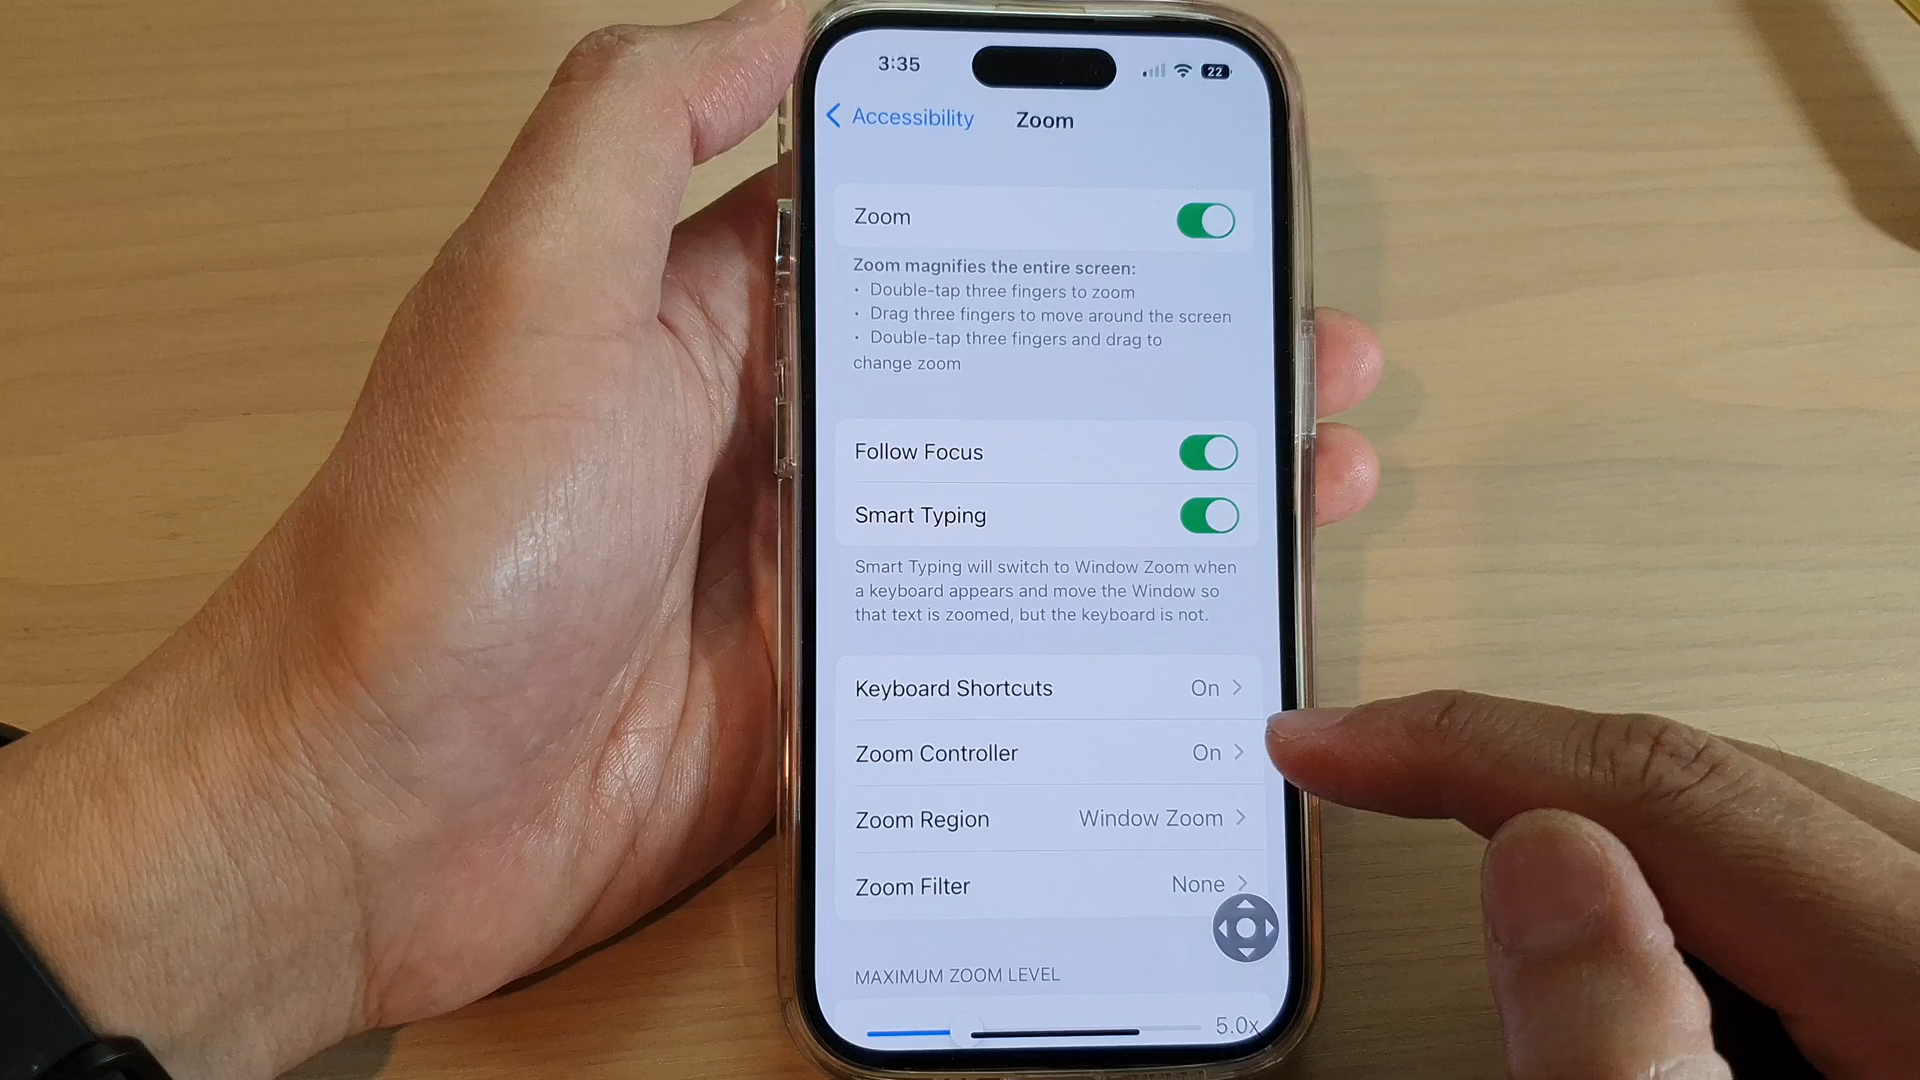 3:35
22
Accessibility
Zoom
Zoom
Zoom magnifies the entire screen:
• Double-tap three fingers to zoom
• Drag three fingers to move around the screen
• Double-tap three fingers and drag to
change zoom
Follow Focus
Smart Typing
Smart Typing will switch to Window Zoom when
a keyboard appears and move the Window so
that text is zoomed, but the keyboard is not.
Keyboard Shortcuts On
Zoom Controller On
Zoom Region Window Zoom
Zoom Filter None
MAXIMUM ZOOM LEVEL
5.0x